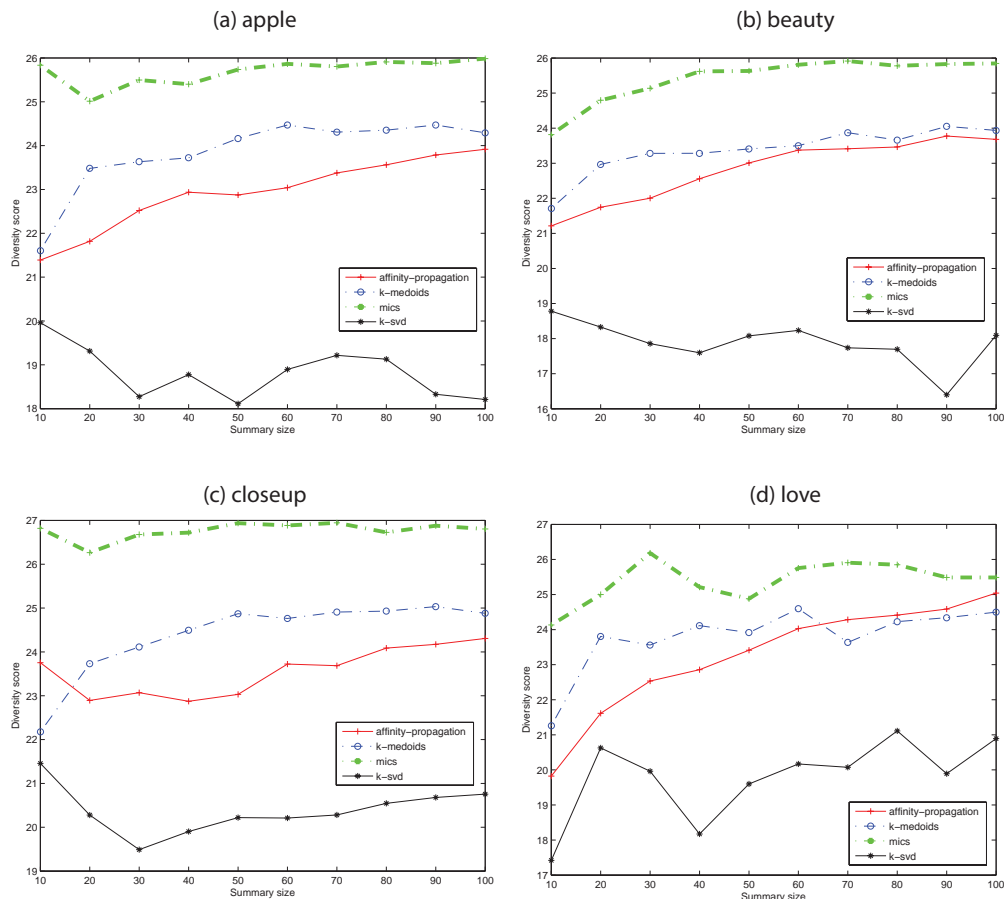 (a) apple
26
25
24
23
22
21
20
19
18
Diversity score
10 20 30 40 50 60 70 80 90 100
Summary size
affinity-propagation
k-medoids
mics
k-svd
(b) beauty
26
25
24
23
22
21
20
19
18
17
16
Diversity score
10 20 30 40 50 60 70 80 90 100
Summary size
affinity-propagation
k-medoids
mics
k-svd
(c) closeup
27
26
25
24
23
22
21
20
19
Diversity score
10 20 30 40 50 60 70 80 90 100
Summary size
affinity-propagation
k-medoids
mics
k-svd
(d) love
27
26
25
24
23
22
21
20
19
18
17
Diversity score
10 20 30 40 50 60 70 80 90 100
Summary size
affinity-propagation
k-medoids
mics
k-svd